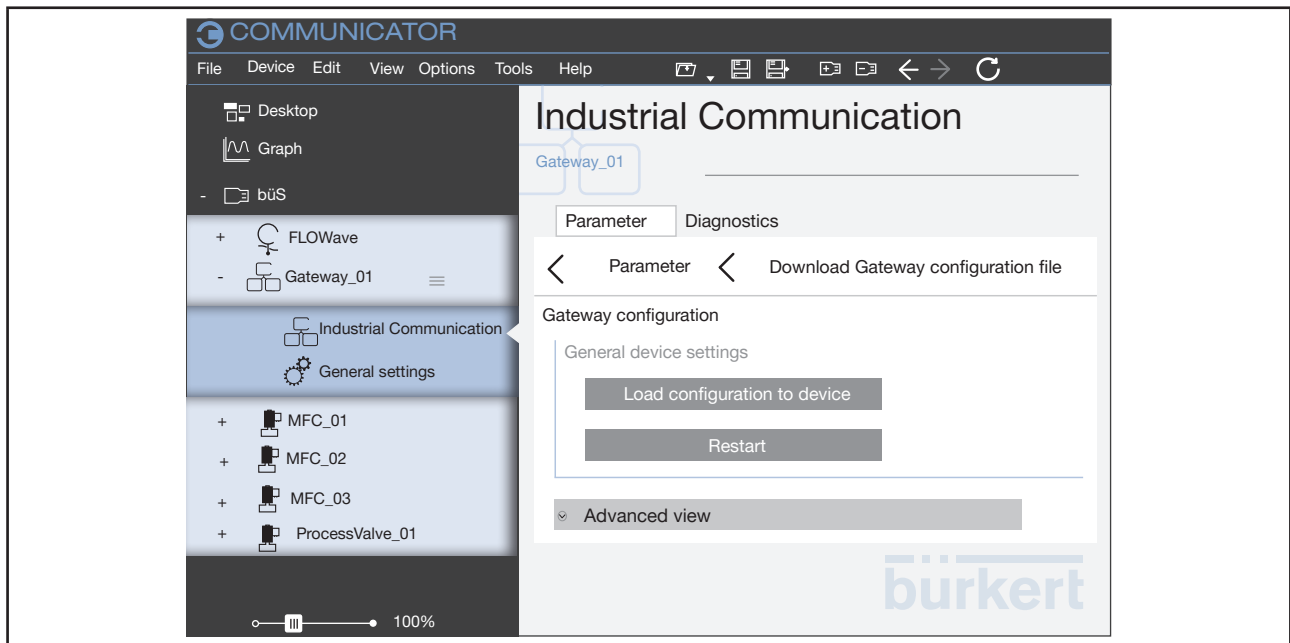 COMMUNICATOR
File Device Edit View Options Tools Help
Desktop
Graph
- büS
+ FLOWave
- Gateway_01
Industrial Communication
General settings
+ MFC_01
+ MFC_02
+ MFC_03
+ ProcessValve_01
100%
Industrial Communication
Gateway_01
Parameter Diagnostics
Parameter Download Gateway configuration file
Gateway configuration
General device settings
Load configuration to device
Restart
Advanced view
bürkert